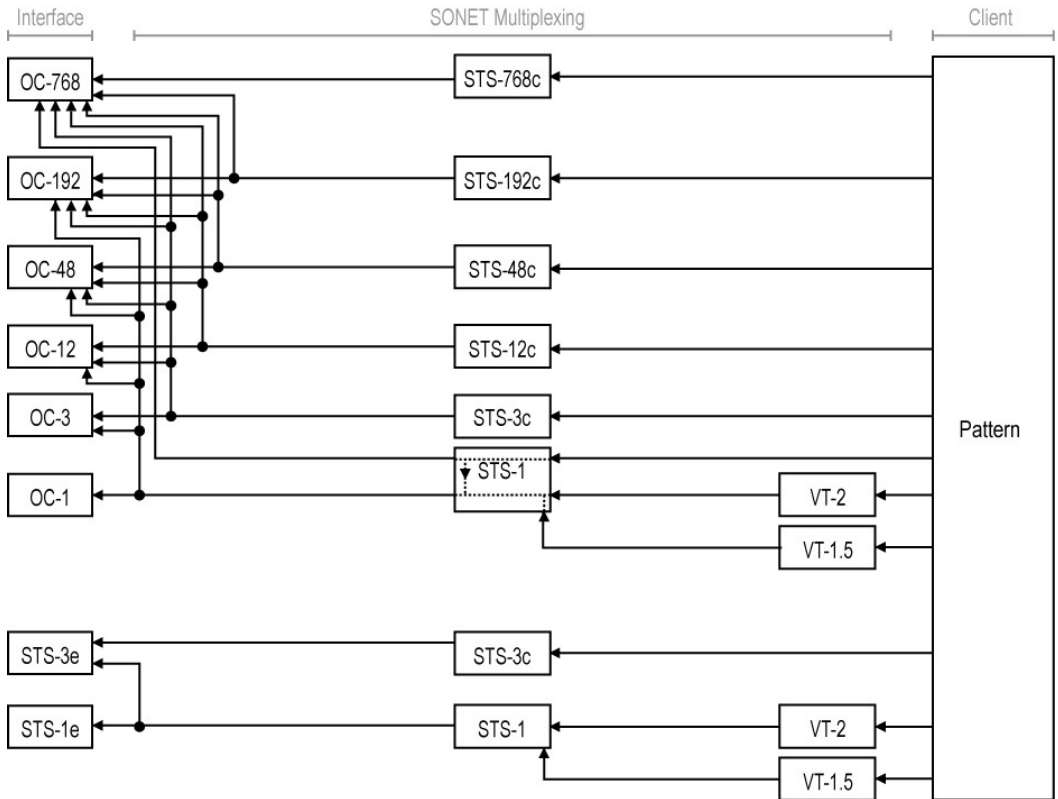 Interface SONET Multiplexing Client
OC-768 STS-768c
OC-192 STS-192c
OC-48 STS-48c
OC-12 STS-12c
OC-3 STS-3c
Pattern
STS-1
OC-1 VT-2
VT-1.5
STS-3e STS-3c
STS-1e STS-1 VT-2
VT-1.5